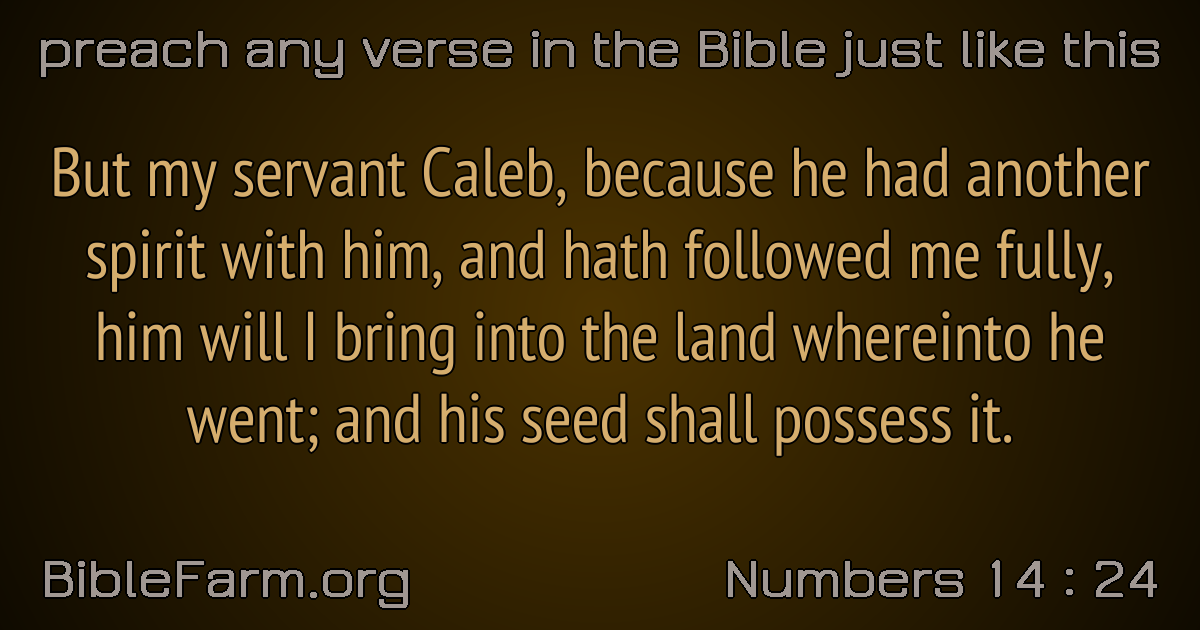 preach any verse in the Bible just like this
But my servant Caleb, because he had another
spirit with him, and hath followed me fully,
him will I bring into the land whereinto he
went; and his seed shall possess it.
BibleFarm.org
Numbers 14 : 24